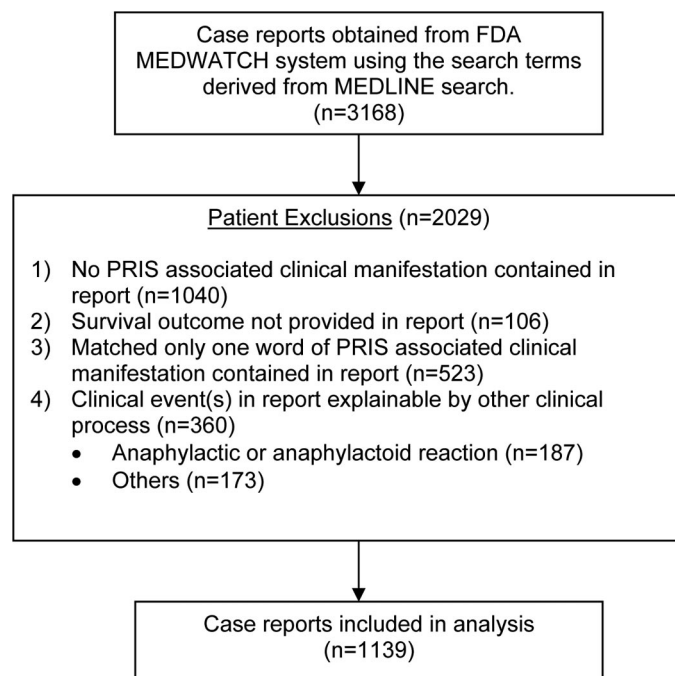 Case reports obtained from FDA
MEDWATCH system using the search terms
derived from MEDLINE search.
(n=3168)
Patient Exclusions (n=2029)
1) No PRIS associated clinical manifestation contained in
report (n=1040)
2) Survival outcome not provided in report (n=106)
3) Matched only one word of PRIS associated clinical
manifestation contained in report (n=523)
4) Clinical event(s) in report explainable by other clinical
process (n=360)
• Anaphylactic or anaphylactoid reaction (n=187)
• Others (n=173)
Case reports included in analysis
(n=1139)